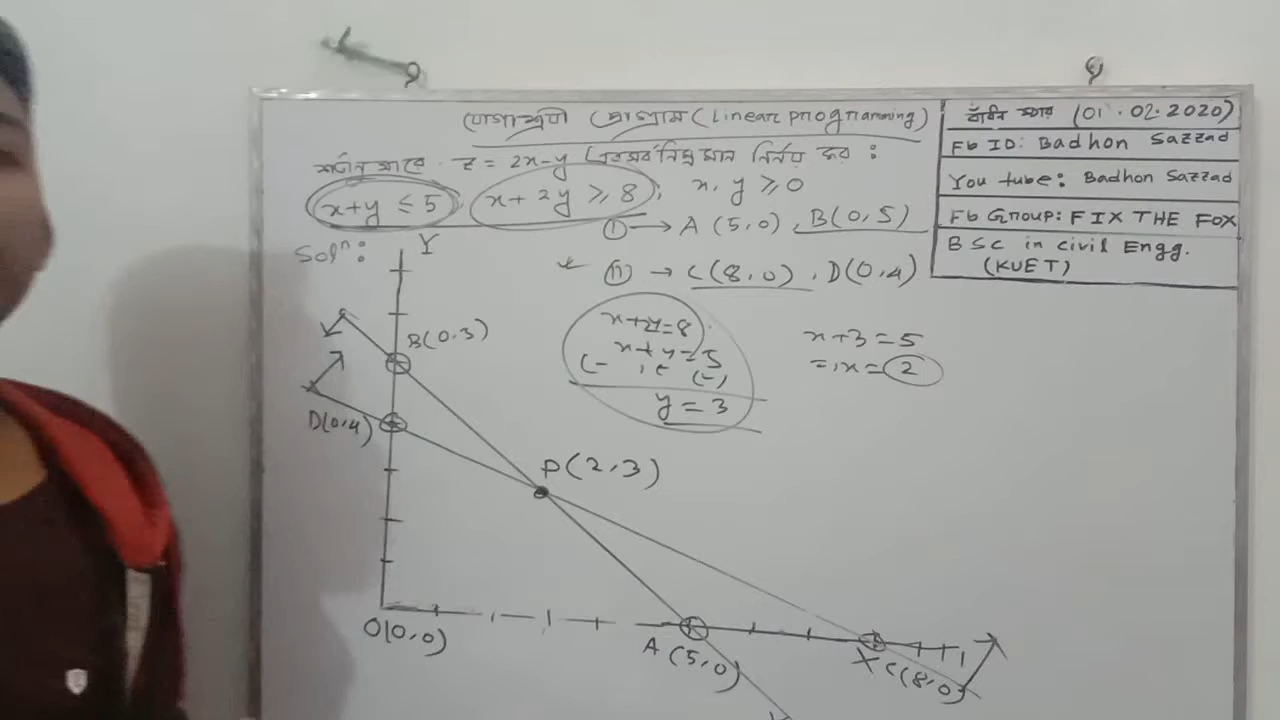 যোগাশ্রয়ী প্রোগ্রাম (Linear programming)
শর্তানুসারে z = 2x-y এর সর্বনিম্ন মান নির্ণয় কর :
x+y ≤ 5, x+2y ≥ 8, x, y ≥ 0
① → A (5,0), B(0,5)
② → C(8,0), D(0,4)
(01.02.2020)
Fb ID: Badhon Sazzad
You tube: Badhon Sazzad
Fb Group: FIX THE FOX
BSc in civil Engg.
(KUET)
Solⁿ:
Y
B(0.3)
D(0,4)
P(2,3)
O(0,0)
A (5,0)
X
C(8,0)
x+2y=8
x+y=5
(-) (-) (-)
y = 3
x+3=5
⇒x=2